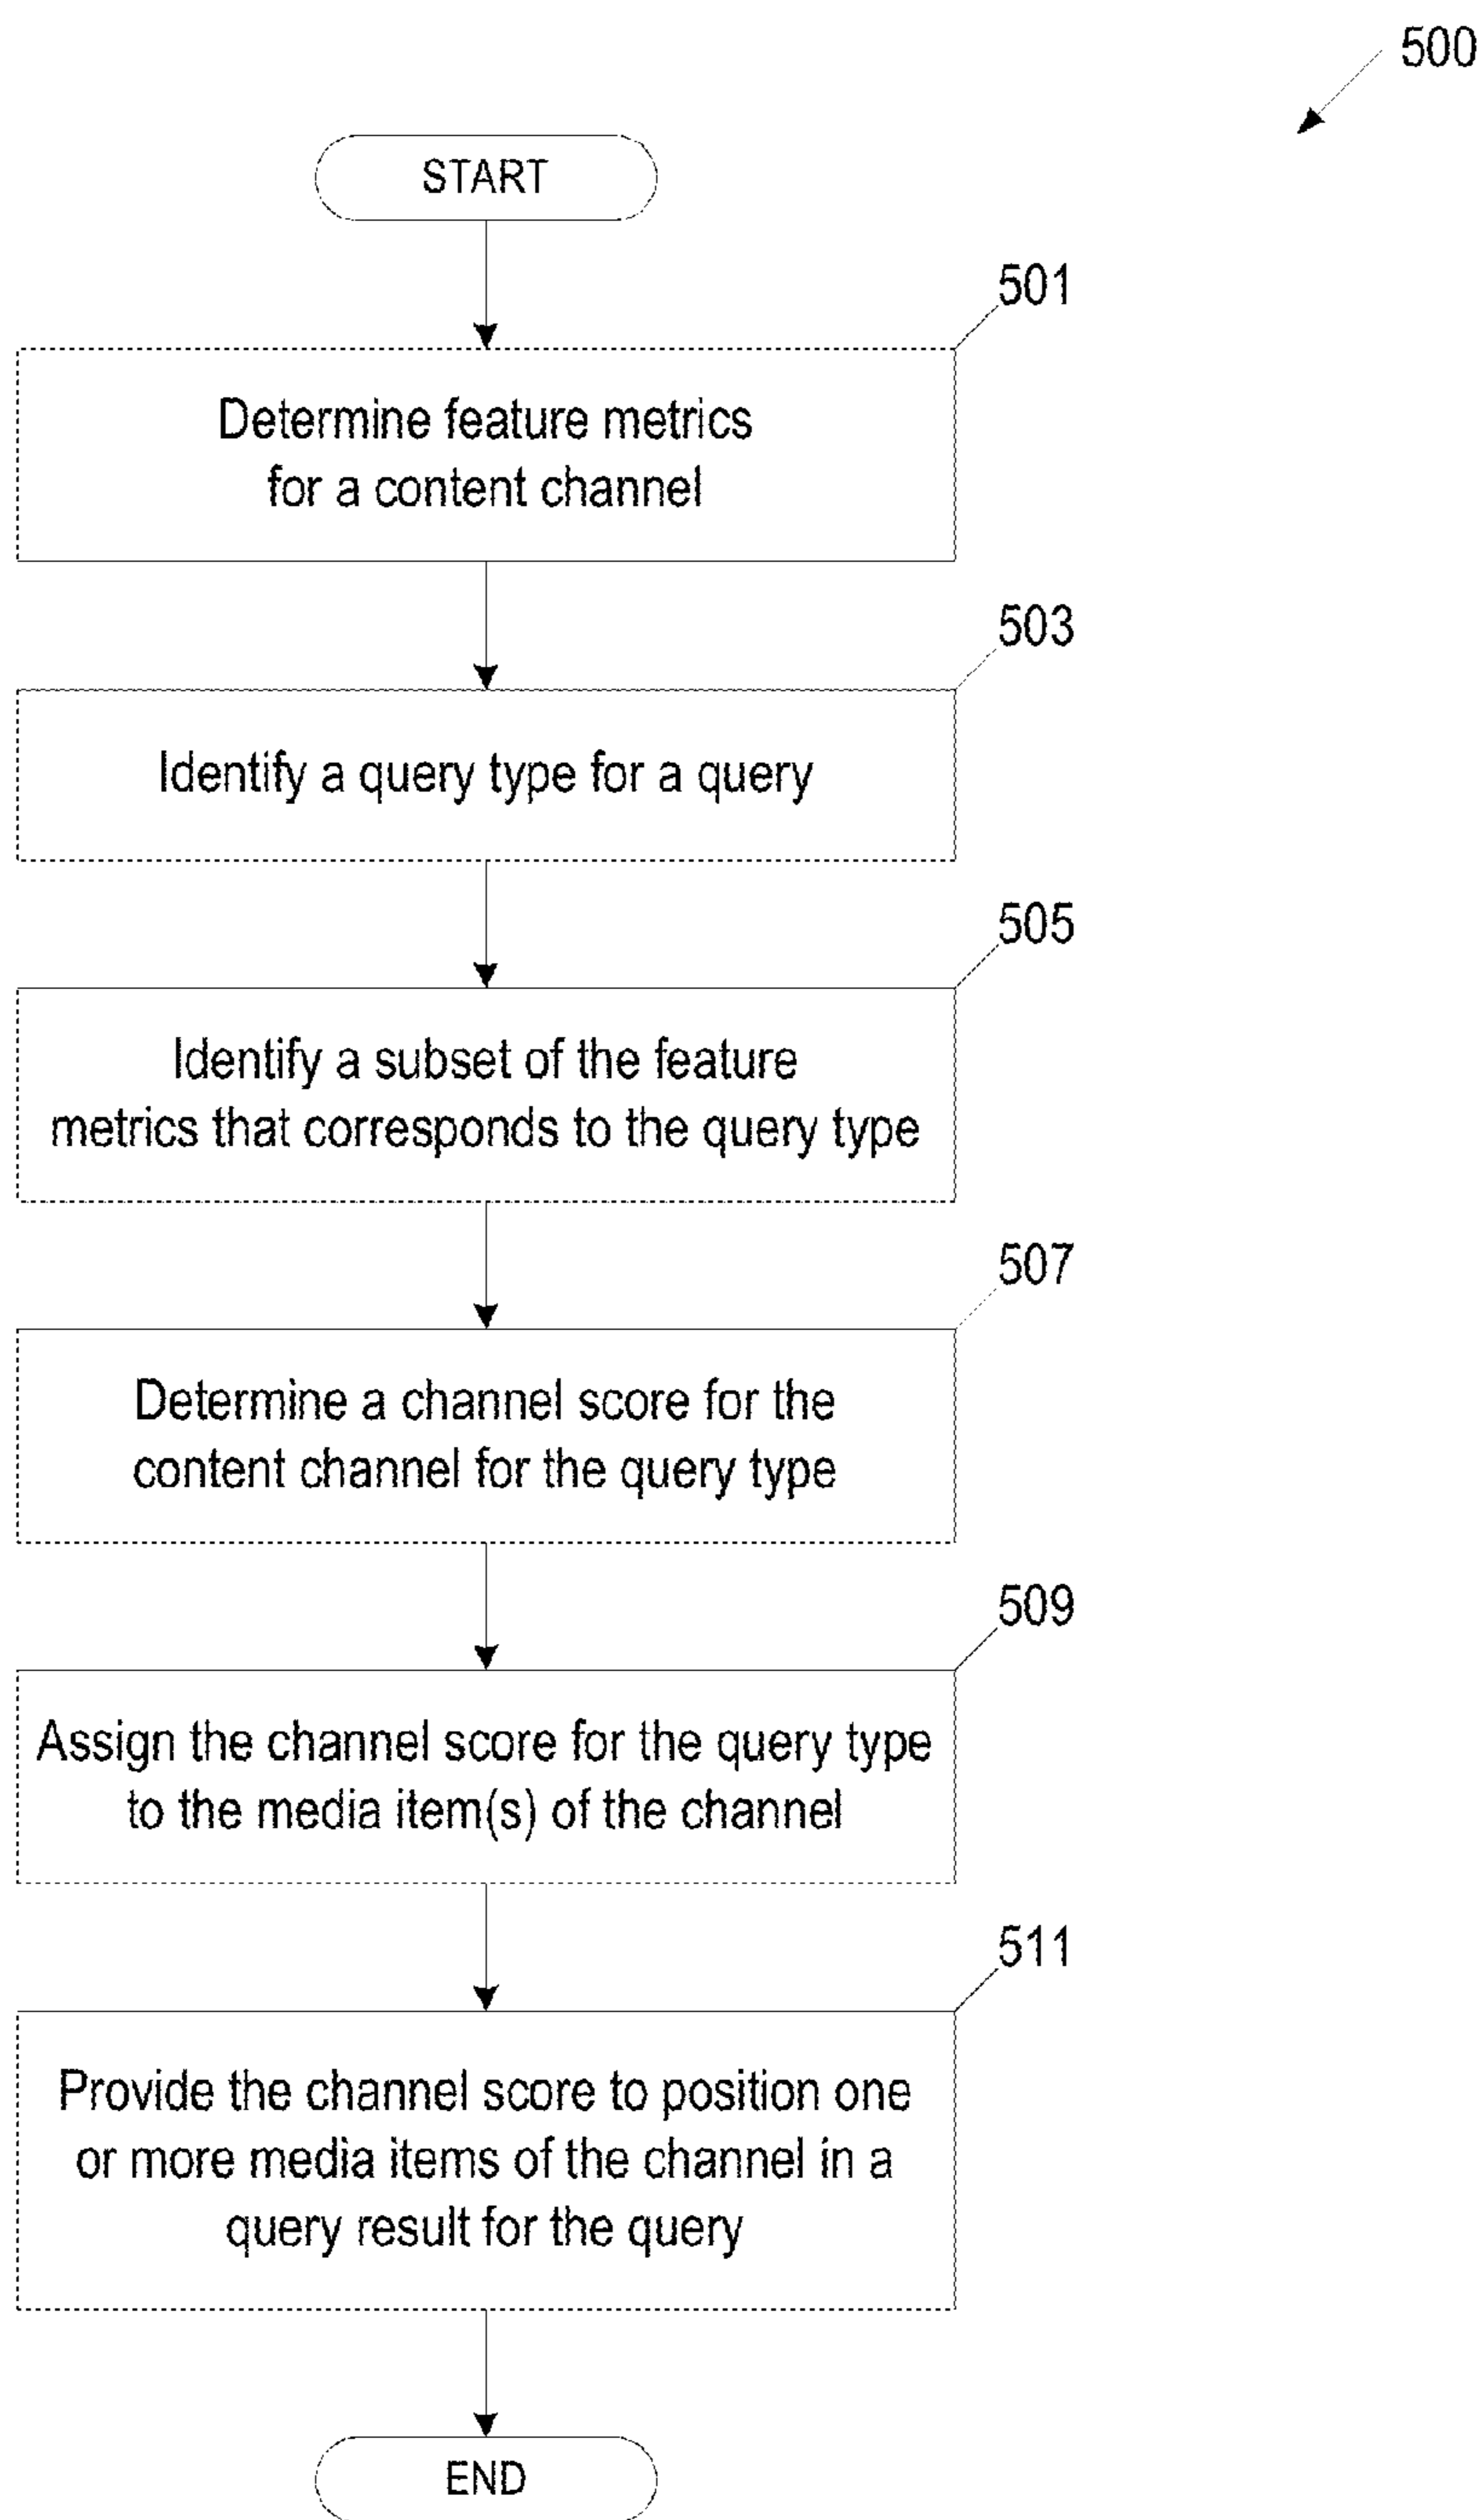 500
START
501
Determine feature metrics
for a content channel
503
Identify a query type for a query
505
Identify a subset of the feature
metrics that corresponds to the query type
507
Determine a channel score for the
content channel for the query type
509
Assign the channel score for the query type
to the media item(s) of the channel
511
Provide the channel score to position one
or more media items of the channel in a
query result for the query
END